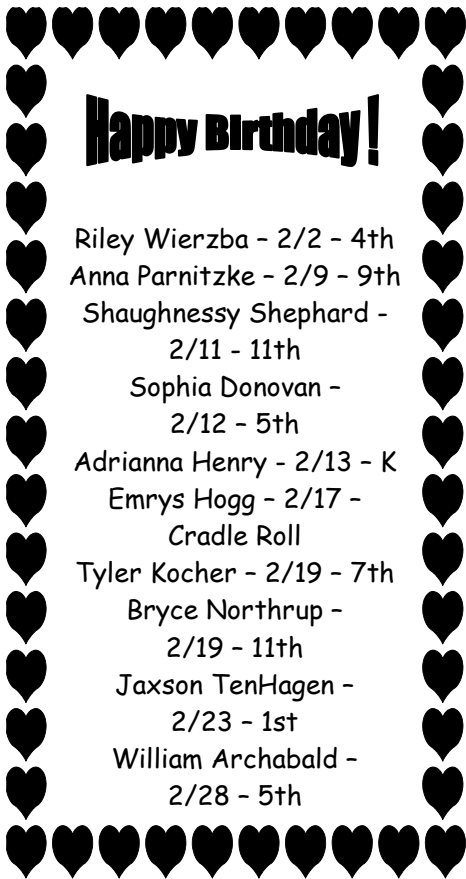 Happy Birthday !
Riley Wierzba – 2/2 – 4th
Anna Parnitzke – 2/9 – 9th
Shaughnessy Shephard -
2/11 - 11th
Sophia Donovan –
2/12 – 5th
Adrianna Henry - 2/13 – K
Emrys Hogg – 2/17 –
Cradle Roll
Tyler Kocher – 2/19 – 7th
Bryce Northrup –
2/19 – 11th
Jaxson TenHagen –
2/23 – 1st
William Archabald –
2/28 – 5th